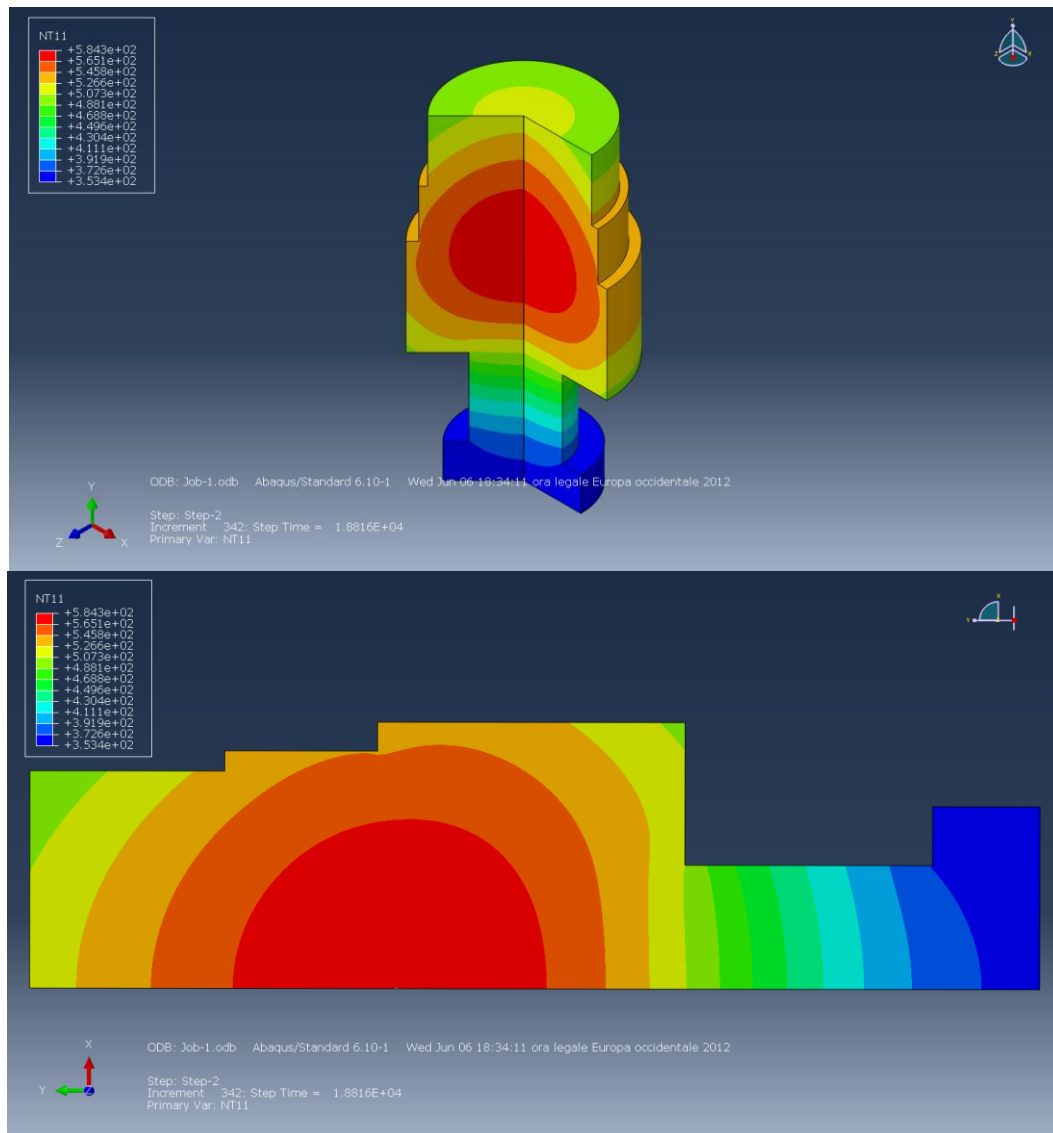 NT11
+5.843e+02
+5.651e+02
+5.458e+02
+5.266e+02
+5.073e+02
+4.881e+02
+4.688e+02
+4.496e+02
+4.304e+02
+4.111e+02
+3.919e+02
+3.726e+02
+3.534e+02
Y
Z X
ODB: Job-1.odb Abaqus/Standard 6.10-1 Wed Jun 06 18:34:11 ora legale Europa occidentale 2012
Y
Z X
Step: Step-2
Increment 342: Step Time = 1.8816E+04
Primary Var: NT11
NT11
+5.843e+02
+5.651e+02
+5.458e+02
+5.266e+02
+5.073e+02
+4.881e+02
+4.688e+02
+4.496e+02
+4.304e+02
+4.111e+02
+3.919e+02
+3.726e+02
+3.534e+02
X
Y
ODB: Job-1.odb Abaqus/Standard 6.10-1 Wed Jun 06 18:34:11 ora legale Europa occidentale 2012
X
Y Z
Step: Step-2
Increment 342: Step Time = 1.8816E+04
Primary Var: NT11